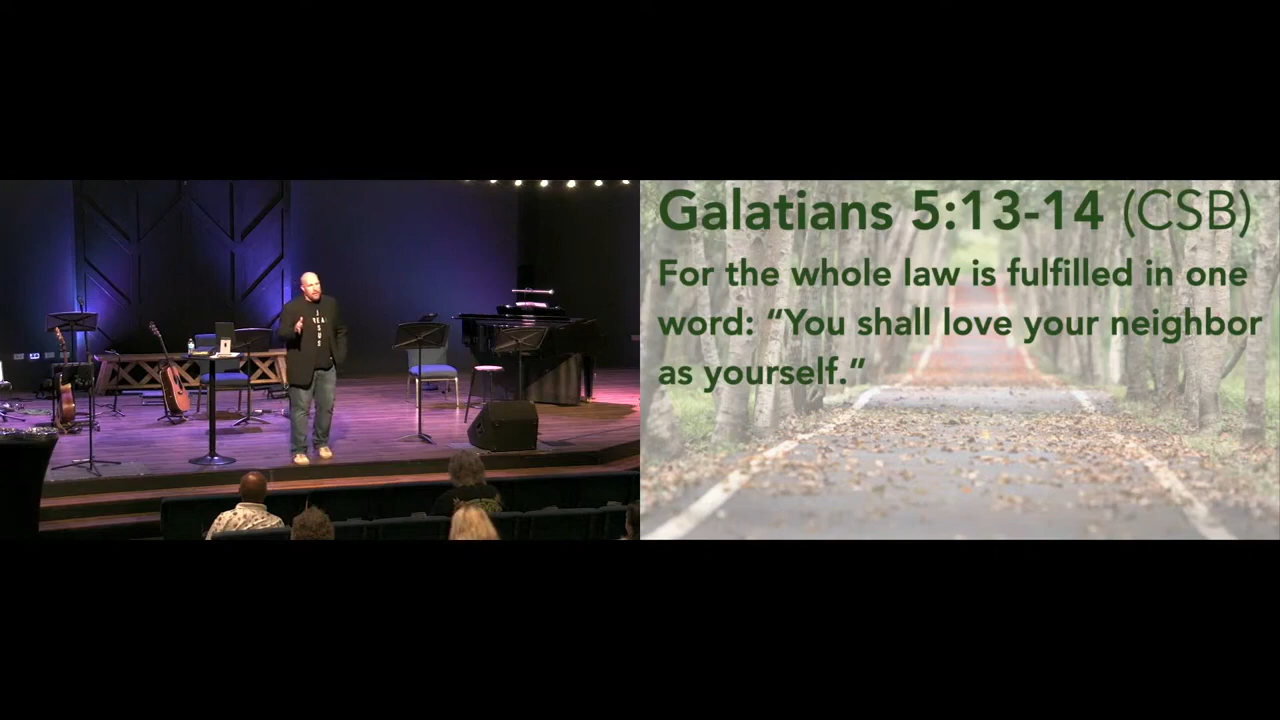 Galatians 5:13-14 (CSB)
For the whole law is fulfilled in one
word: “You shall love your neighbor
as yourself.”